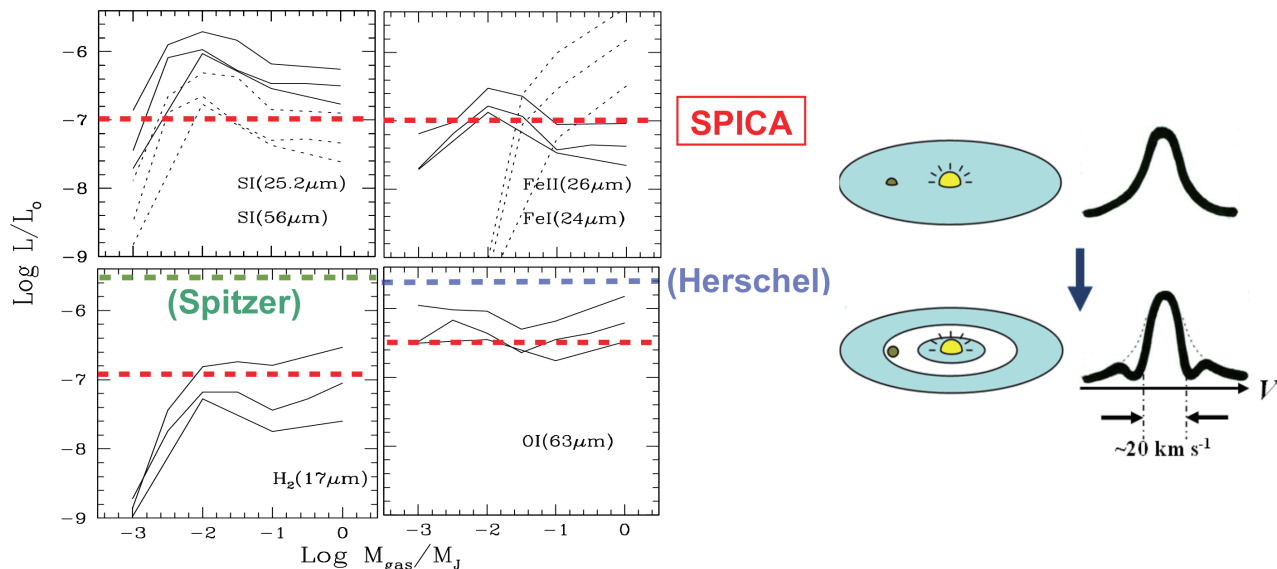 -6
-7
-8
-9
SI(25.2μm)
SI(56μm)
FeII(26μm)
FeI(24μm)
SPICA
Log L/L₀
(Spitzer)
(Herschel)
-6
-7
-8
-9
H₂(17μm)
OI(63μm)
-3 -2 -1 0
-3 -2 -1 0
Log M_gas/M_J
V
~20 km s⁻¹